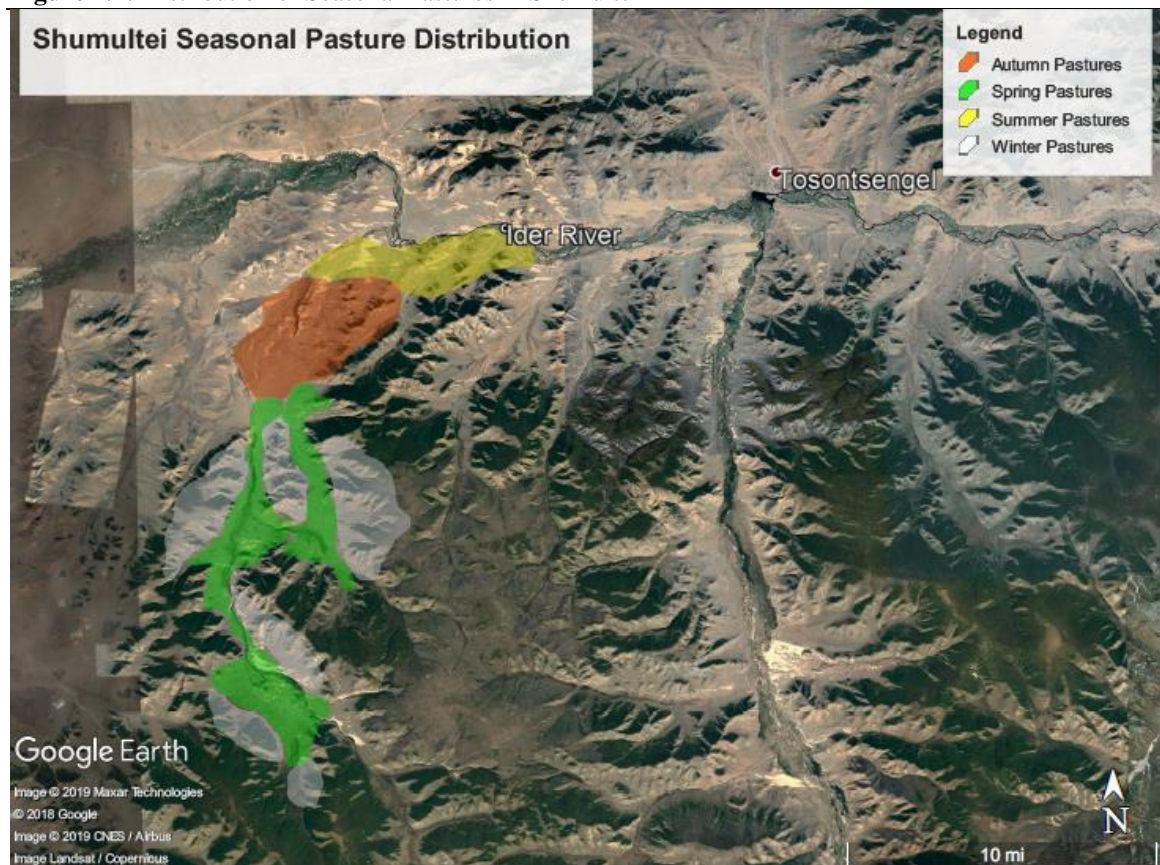 Shumultei Seasonal Pasture Distribution
Legend
Autumn Pastures
Spring Pastures
Summer Pastures
Winter Pastures
Tosontsengel
Ider River
Google Earth
Image © 2019 Maxar Technologies
© 2018 Google
Image © 2019 CNES / Airbus
Image Landsat / Copernicus
N
10 mi